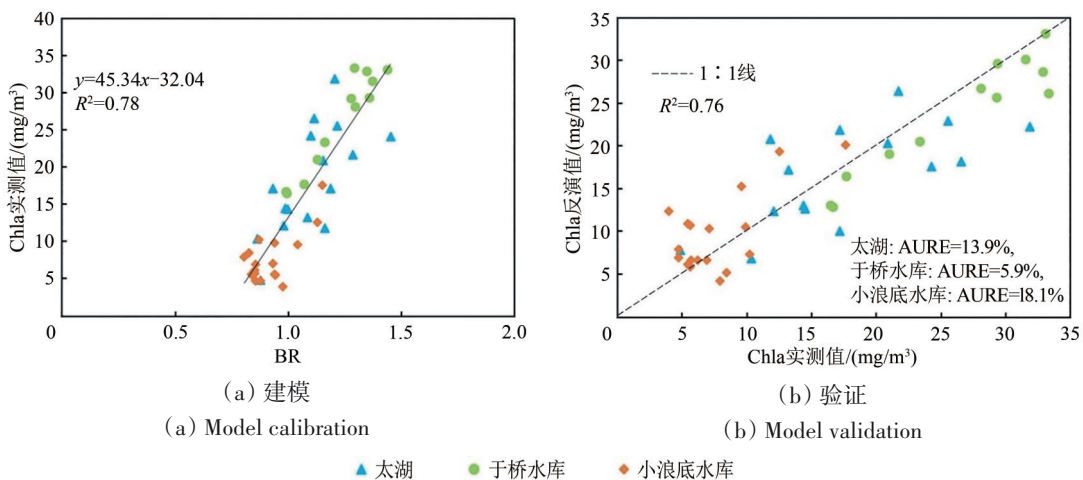 40
35
30
25
20
15
10
5
0
0.5
1.0
1.5
2.0
Chla实测值/(mg/m³)
BR
y=45.34x−32.04
R²=0.78
(a) 建模
(a) Model calibration
35
30
25
20
15
10
5
0
5
10
15
20
25
30
35
Chla反演值/(mg/m³)
Chla实测值/(mg/m³)
1∶1线
R²=0.76
太湖: AURE=13.9%,
于桥水库: AURE=5.9%,
小浪底水库: AURE=l8.1%
(b) 验证
(b) Model validation
太湖 于桥水库 小浪底水库